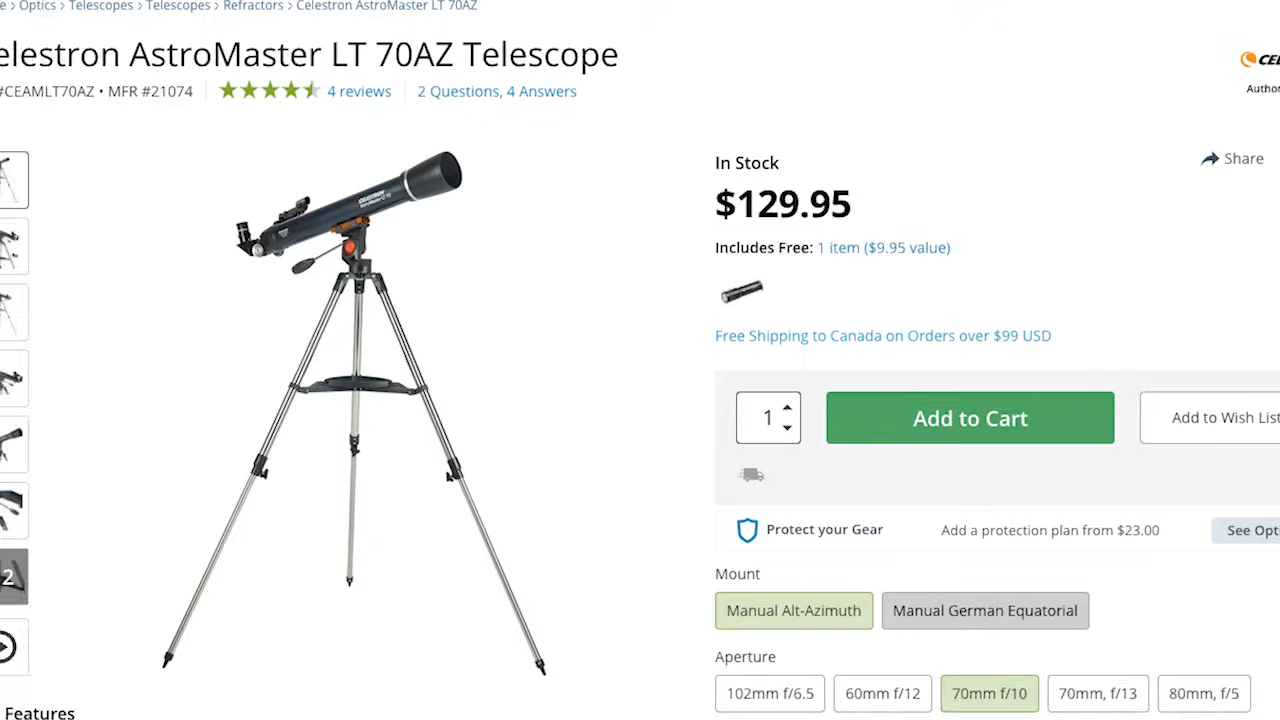 e > Optics > Telescopes > Telescopes > Refractors > Celestron AstroMaster LT 70AZ
elestron AstroMaster LT 70AZ Telescope
#CEAMLT70AZ • MFR #21074
4 reviews
2 Questions, 4 Answers
CEL
Author
In Stock
Share
$129.95
Includes Free: 1 item ($9.95 value)
Free Shipping to Canada on Orders over $99 USD
1
Add to Cart
Add to Wish List
Protect your Gear
Add a protection plan from $23.00
See Opti
Mount
Manual Alt-Azimuth
Manual German Equatorial
Aperture
102mm f/6.5
60mm f/12
70mm f/10
70mm, f/13
80mm, f/5
2
Features